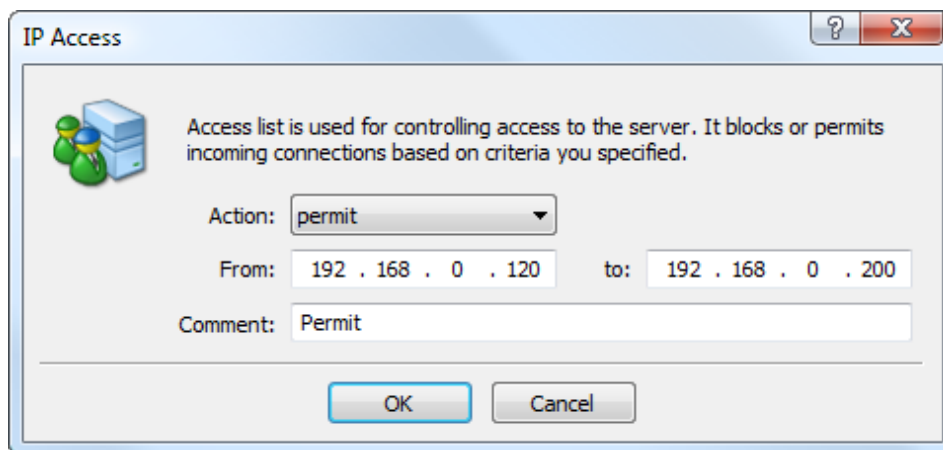 IP Access
Access list is used for controlling access to the server. It blocks or permits
incoming connections based on criteria you specified.
Action: permit
From: 192 . 168 . 0 . 120 to: 192 . 168 . 0 . 200
Comment: Permit
OK Cancel